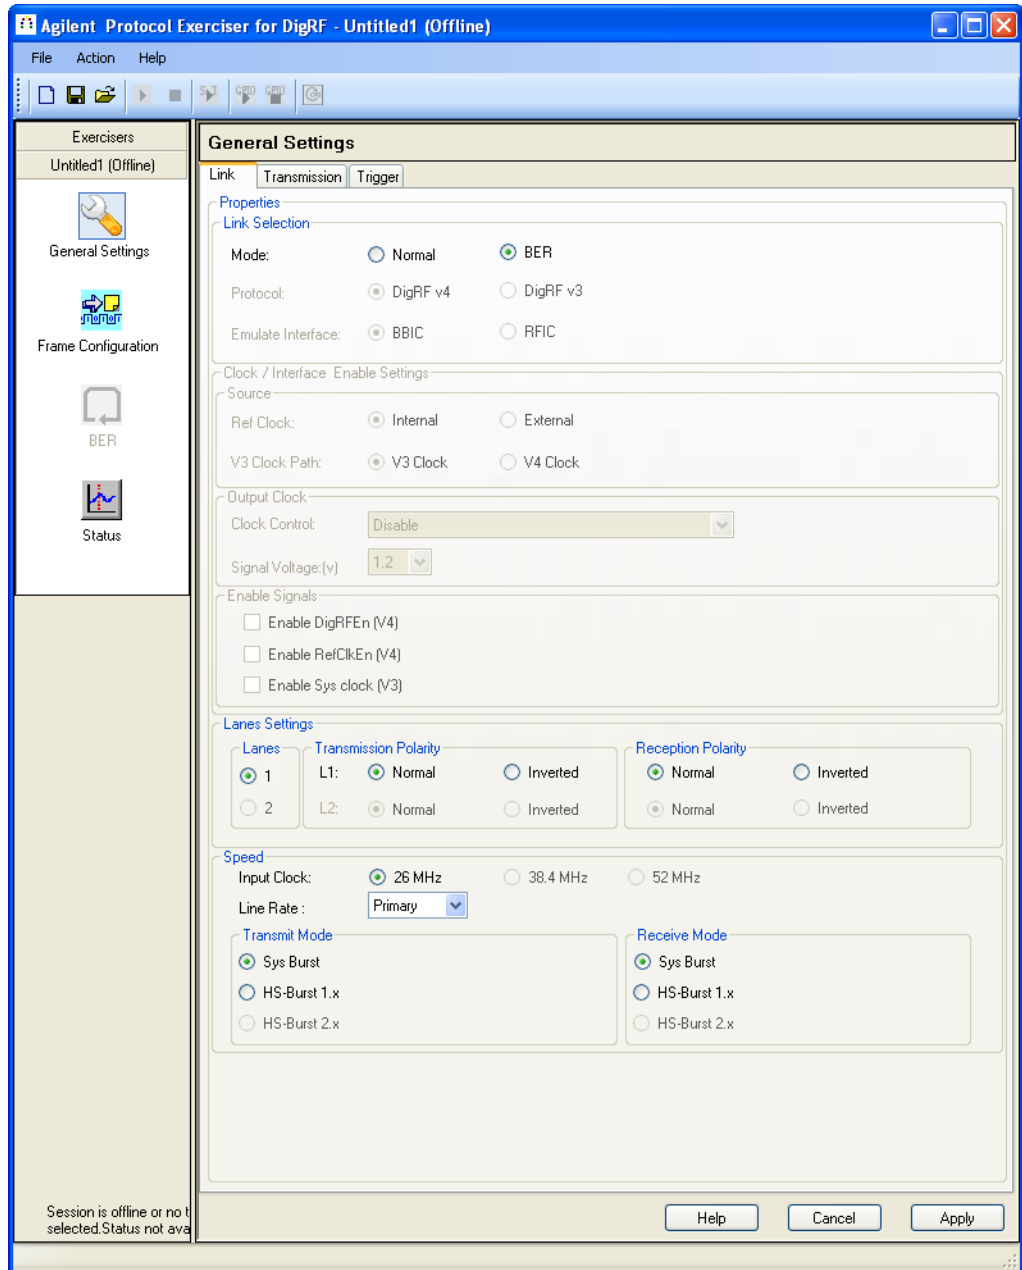 Agilent Protocol Exerciser for DigRF - Untitled1 (Offline)
File Action Help
Exercisers
Untitled1 (Offline)
General Settings
Frame Configuration
BER
Status
Session is offline or no t
selected.Status not ava
General Settings
Link Transmission Trigger
Properties
Link Selection
Mode: Normal BER
Protocol: DigRF v4 DigRF v3
Emulate Interface: BBIC RFIC
Clock / Interface Enable Settings
Source
Ref Clock: Internal External
V3 Clock Path: V3 Clock V4 Clock
Output Clock
Clock Control: Disable
Signal Voltage:(v) 1.2
Enable Signals
Enable DigRFEn (V4)
Enable RefClkEn (V4)
Enable Sys clock (V3)
Lanes Settings
Lanes Transmission Polarity Reception Polarity
1 L1: Normal Inverted Normal Inverted
2 L2: Normal Inverted Normal Inverted
Speed
Input Clock: 26 MHz 38.4 MHz 52 MHz
Line Rate : Primary
Transmit Mode Receive Mode
Sys Burst Sys Burst
HS-Burst 1.x HS-Burst 1.x
HS-Burst 2.x HS-Burst 2.x
Help Cancel Apply